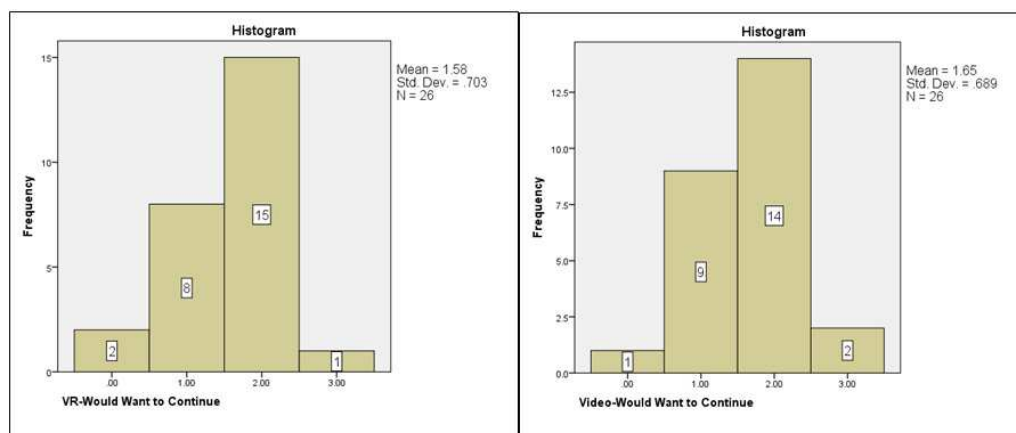 Histogram
Mean = 1.58
Std. Dev. = .703
N = 26
15
10
5
0
Frequency
2
8
15
1
.00 1.00 2.00 3.00
VR-Would Want to Continue
Histogram
Mean = 1.65
Std. Dev. = .689
N = 26
12.5
10.0
7.5
5.0
2.5
0.0
Frequency
1
9
14
2
.00 1.00 2.00 3.00
Video-Would Want to Continue